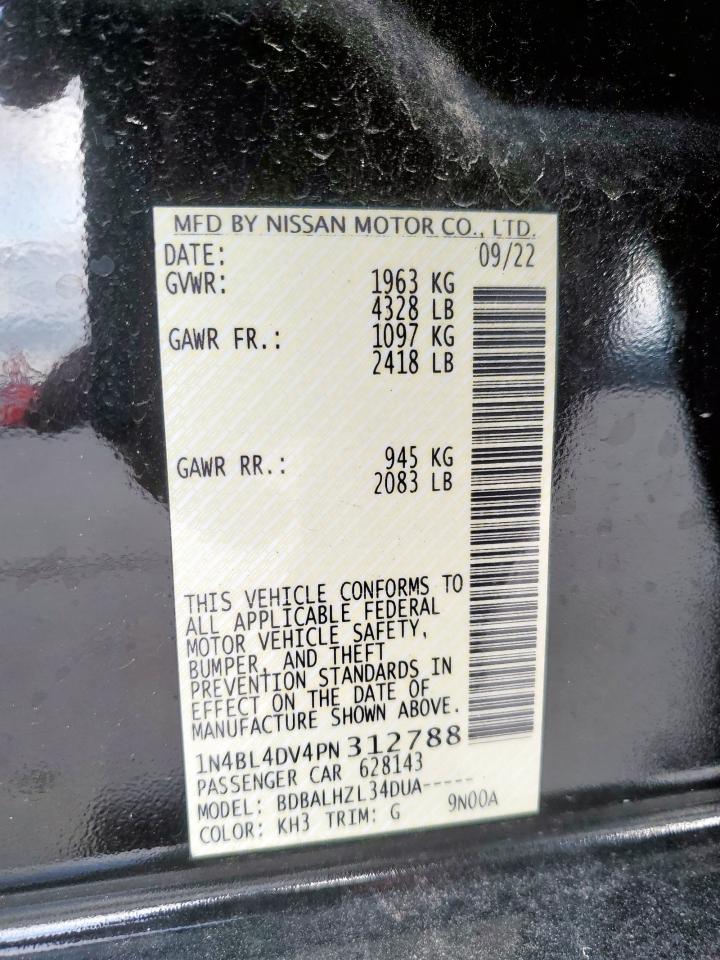 MFD BY NISSAN MOTOR CO., LTD.
DATE: 09/22
GVWR: 1963 KG
4328 LB
GAWR FR.: 1097 KG
2418 LB
GAWR RR.: 945 KG
2083 LB
THIS VEHICLE CONFORMS TO
ALL APPLICABLE FEDERAL
MOTOR VEHICLE SAFETY,
BUMPER, AND THEFT
PREVENTION STANDARDS IN
EFFECT ON THE DATE OF
MANUFACTURE SHOWN ABOVE.
1N4BL4DV4PN 312788
PASSENGER CAR 628143
MODEL: BDBALHZL34DUA-----
COLOR: KH3 TRIM: G 9N00A